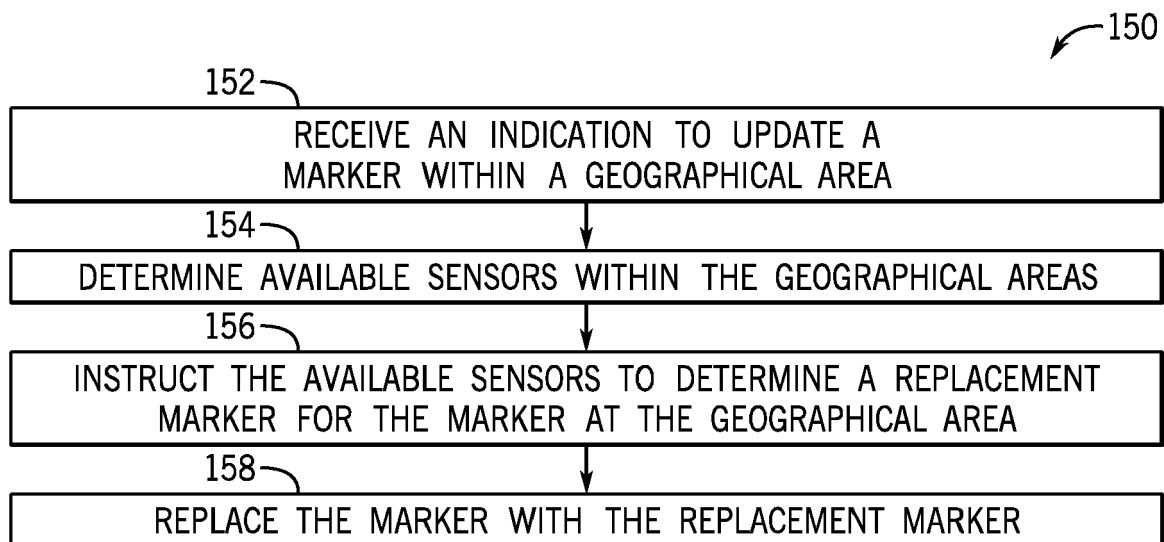 150
152
RECEIVE AN INDICATION TO UPDATE A
MARKER WITHIN A GEOGRAPHICAL AREA
154
DETERMINE AVAILABLE SENSORS WITHIN THE GEOGRAPHICAL AREAS
156
INSTRUCT THE AVAILABLE SENSORS TO DETERMINE A REPLACEMENT
MARKER FOR THE MARKER AT THE GEOGRAPHICAL AREA
158
REPLACE THE MARKER WITH THE REPLACEMENT MARKER